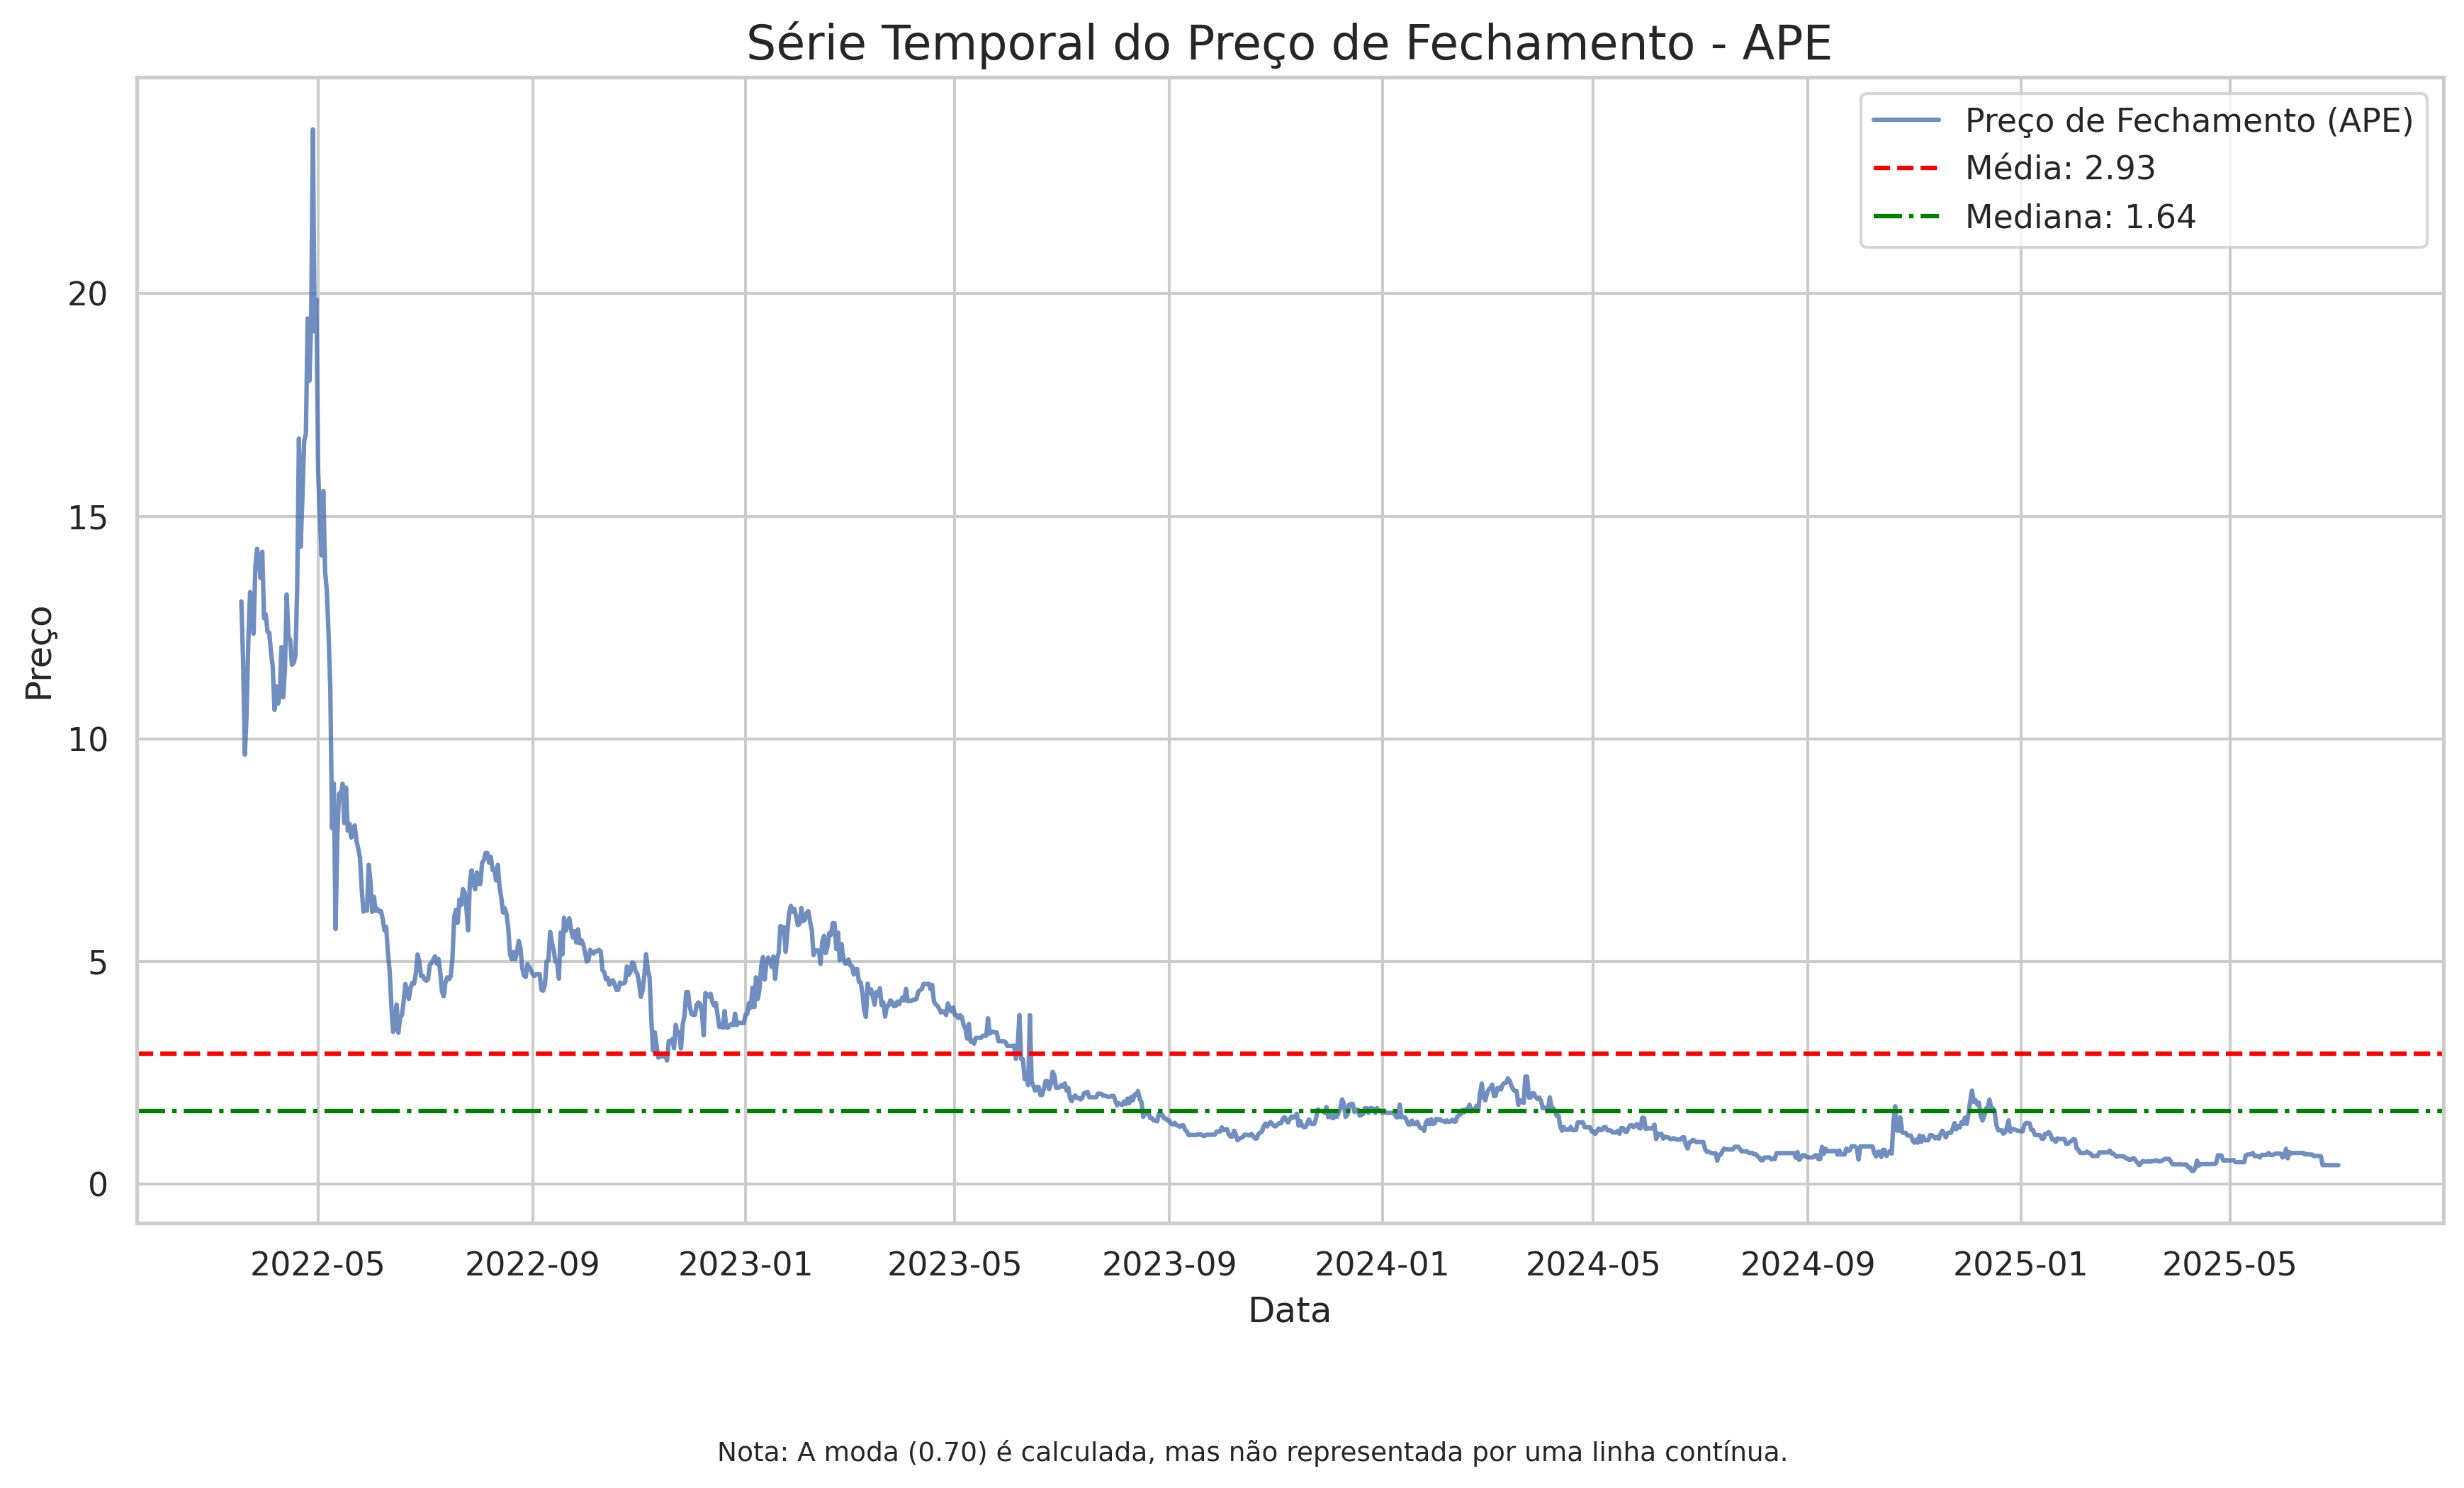 Série Temporal do Preço de Fechamento - APE
Preço de Fechamento (APE)
Média: 2.93
Mediana: 1.64
Preço
20
15
10
5
0
2022-05
2022-09
2023-01
2023-05
2023-09
2024-01
2024-05
2024-09
2025-01
2025-05
Data
Nota: A moda (0.70) é calculada, mas não representada por uma linha contínua.